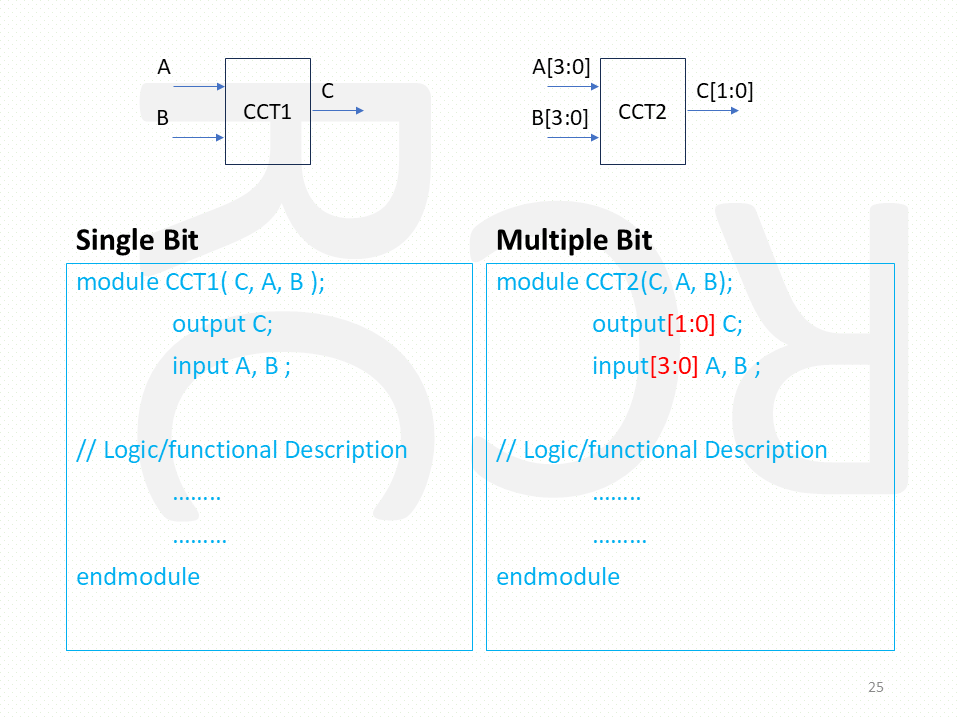 A
B
CCT1
C
A[3:0]
B[3:0]
CCT2
C[1:0]
Single Bit
module CCT1( C, A, B );
output C;
input A, B ;
// Logic/functional Description
........
.........
endmodule
Multiple Bit
module CCT2(C, A, B);
output[1:0] C;
input[3:0] A, B ;
// Logic/functional Description
........
.........
endmodule
25